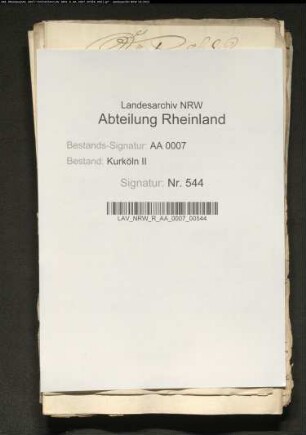 Landesarchiv NRW
Abteilung Rheinland
Bestands-Signatur: AA 0007
Bestand: Kurköln II
Signatur: Nr. 544
LAV_NRW_R_AA_0007_00544